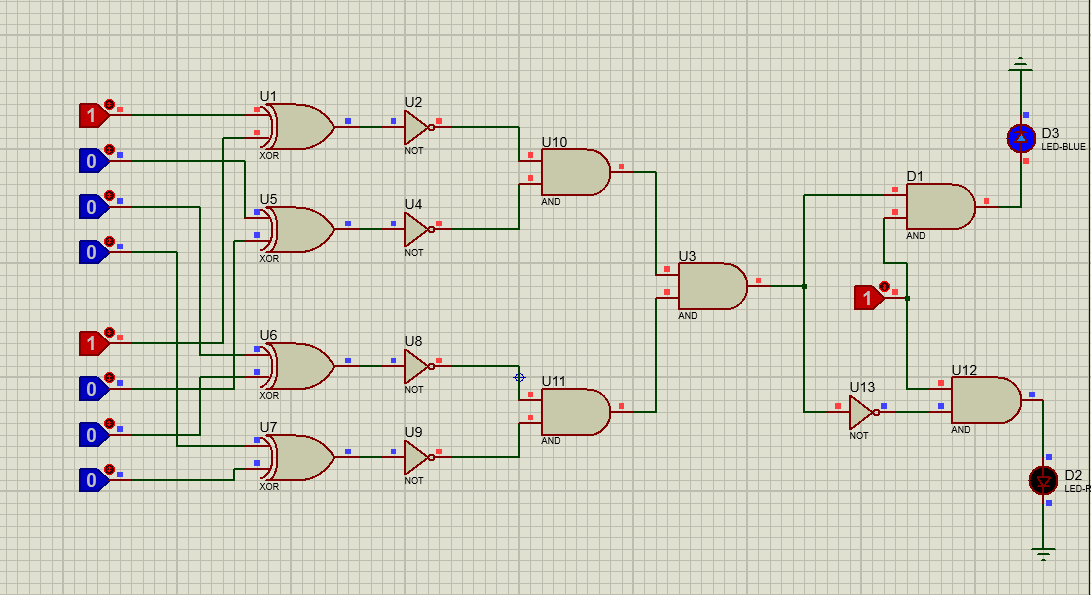 1
0
0
0
1
0
0
0
U1
XOR
U5
XOR
U6
XOR
U7
XOR
U2
NOT
U4
NOT
U8
NOT
U9
NOT
U10
AND
U11
AND
U3
AND
D1
AND
1
U13
NOT
U12
AND
D3
LED-BLUE
D2
LED-R